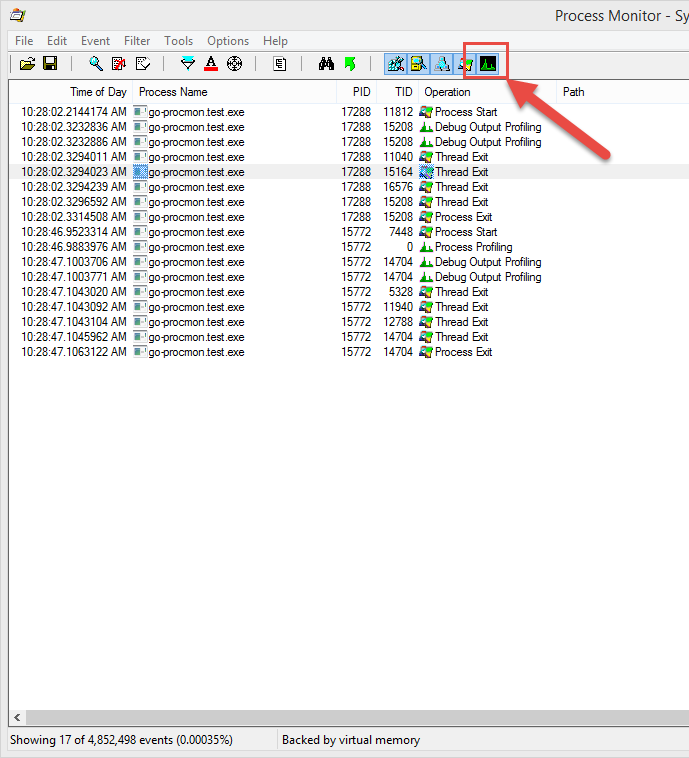 Process Monitor - Sy
File Edit Event Filter Tools Options Help
Time of Day Process Name PID TID Operation Path
10:28:02.2144174 AM go-procmon.test.exe 17288 11812 Process Start
10:28:02.3232836 AM go-procmon.test.exe 17288 15208 Debug Output Profiling
10:28:02.3232886 AM go-procmon.test.exe 17288 15208 Debug Output Profiling
10:28:02.3294011 AM go-procmon.test.exe 17288 11040 Thread Exit
10:28:02.3294023 AM go-procmon.test.exe 17288 15164 Thread Exit
10:28:02.3294239 AM go-procmon.test.exe 17288 16576 Thread Exit
10:28:02.3296592 AM go-procmon.test.exe 17288 15208 Thread Exit
10:28:02.3314508 AM go-procmon.test.exe 17288 15208 Process Exit
10:28:46.9523314 AM go-procmon.test.exe 15772 7448 Process Start
10:28:46.9883976 AM go-procmon.test.exe 15772 0 Process Profiling
10:28:47.1003706 AM go-procmon.test.exe 15772 14704 Debug Output Profiling
10:28:47.1003771 AM go-procmon.test.exe 15772 14704 Debug Output Profiling
10:28:47.1043020 AM go-procmon.test.exe 15772 5328 Thread Exit
10:28:47.1043092 AM go-procmon.test.exe 15772 11940 Thread Exit
10:28:47.1043104 AM go-procmon.test.exe 15772 12788 Thread Exit
10:28:47.1045962 AM go-procmon.test.exe 15772 14704 Thread Exit
10:28:47.1063122 AM go-procmon.test.exe 15772 14704 Process Exit
Showing 17 of 4,852,498 events (0.00035%) Backed by virtual memory